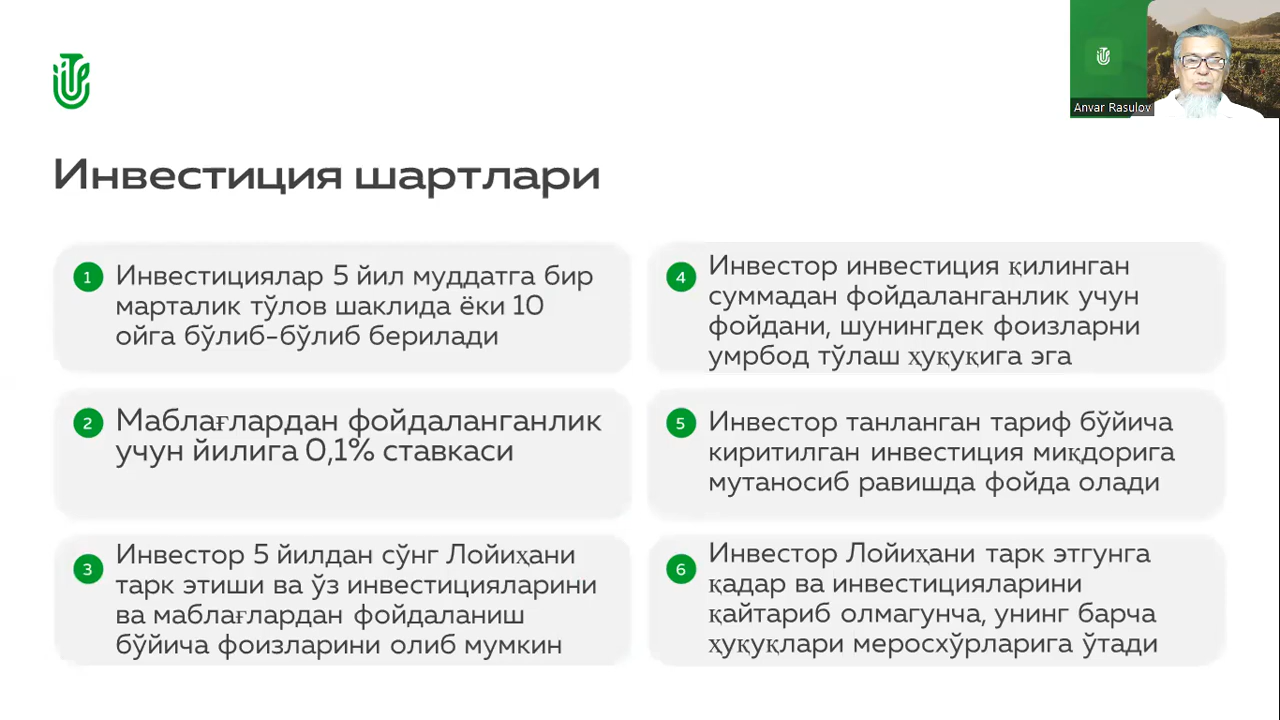 Anvar Rasulov
Инвестиция шартлари
1
Инвестициялар 5 йил муддатга бир
марталик тўлов шаклида ёки 10
ойга бўлиб-бўлиб берилади
2
Маблағлардан фойдаланганлик
учун йилига 0,1% ставкаси
3
Инвестор 5 йилдан сўнг Лойиҳани
тарк этиши ва ўз инвестицияларини
ва маблағлардан фойдаланиш
бўйича фоизларини олиб мумкин
4
Инвестор инвестиция қилинган
суммадан фойдаланганлик учун
фойдани, шунингдек фоизларни
умрбод тўлаш ҳуқуқига эга
5
Инвестор танланган тариф бўйича
киритилган инвестиция миқдорига
мутаносиб равишда фойда олади
6
Инвестор Лойиҳани тарк этгунга
қадар ва инвестицияларини
қайтариб олмагунча, унинг барча
ҳуқуқлари меросхўрларига ўтади